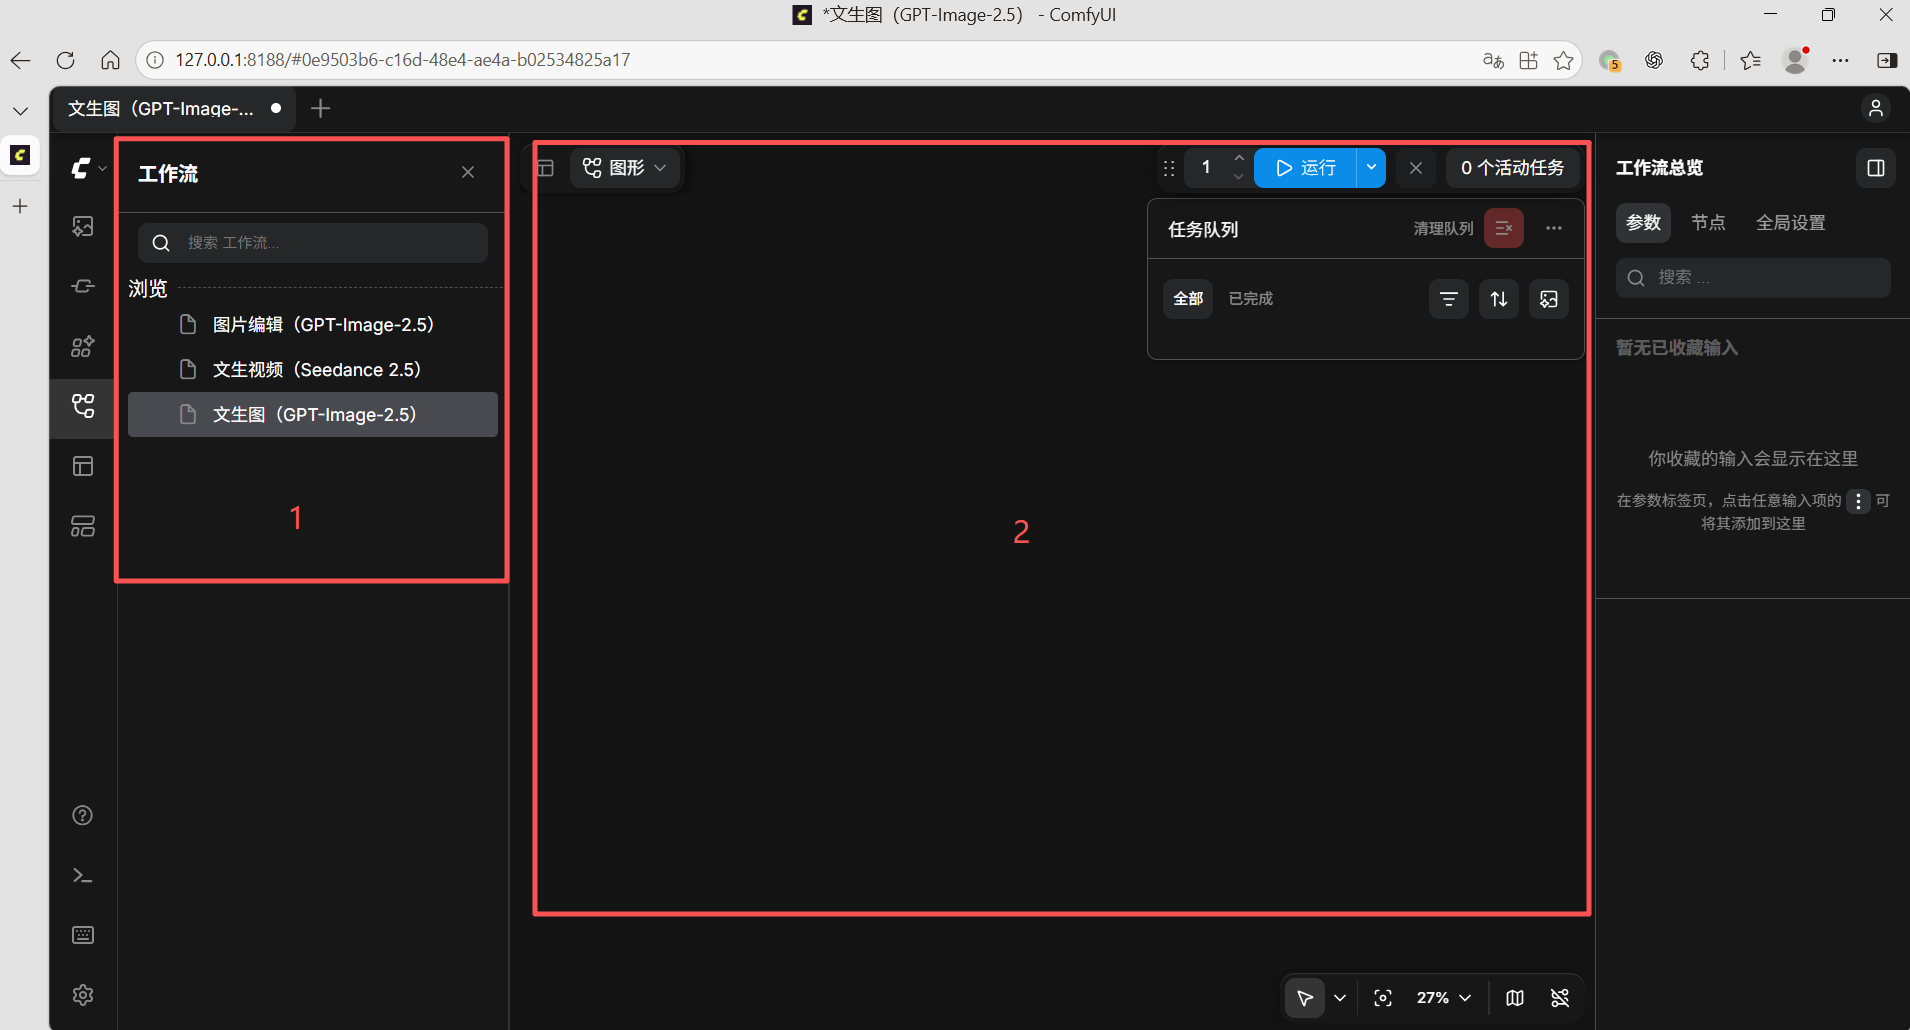 *文生图（GPT-Image-2.5） - ComfyUI
127.0.0.1:8188/#0e9503b6-c16d-48e4-ae4a-b02534825a17
5
文生图（GPT-Image-...
工作流
搜索 工作流...
浏览
图片编辑（GPT-Image-2.5）
文生视频（Seedance 2.5）
文生图（GPT-Image-2.5）
1
图形
1
运行
0 个活动任务
任务队列
清理队列
全部
已完成
2
27%
工作流总览
参数 节点 全局设置
搜索 ...
暂无已收藏输入
你收藏的输入会显示在这里
在参数标签页，点击任意输入项的 可
将其添加到这里